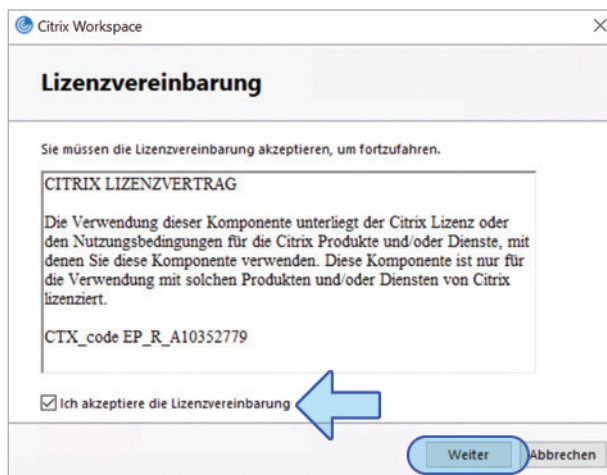 Citrix Workspace
Lizenzvereinbarung
Sie müssen die Lizenzvereinbarung akzeptieren, um fortzufahren.
CITRIX LIZENZVERTRAG
Die Verwendung dieser Komponente unterliegt der Citrix Lizenz oder
den Nutzungsbedingungen für die Citrix Produkte und/oder Dienste, mit
denen Sie diese Komponente verwenden. Diese Komponente ist nur für
die Verwendung mit solchen Produkten und/oder Diensten von Citrix
lizenziert.
CTX_code EP_R_A10352779
Ich akzeptiere die Lizenzvereinbarung
Weiter Abbrechen